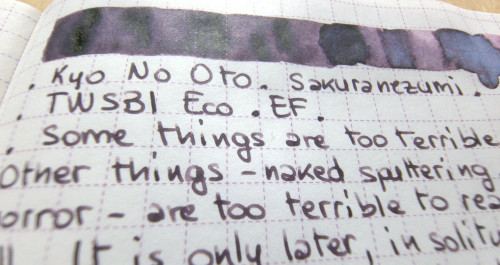 . Kyo No Oto. Sakuranezumi.
. TWSBI Eco. EF.
. Some things are too terrible
Other things - naked sputtering
orror - are too terrible to rea
It is only later, in solitu